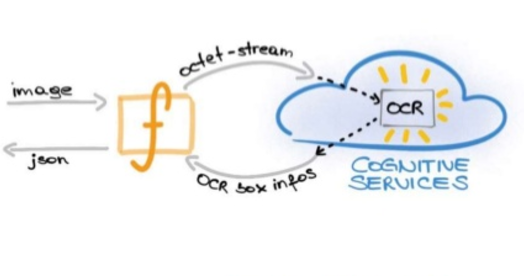 image
json
f
octet-stream
OCR box infos
OCR
COGNITIVE
SERVICES